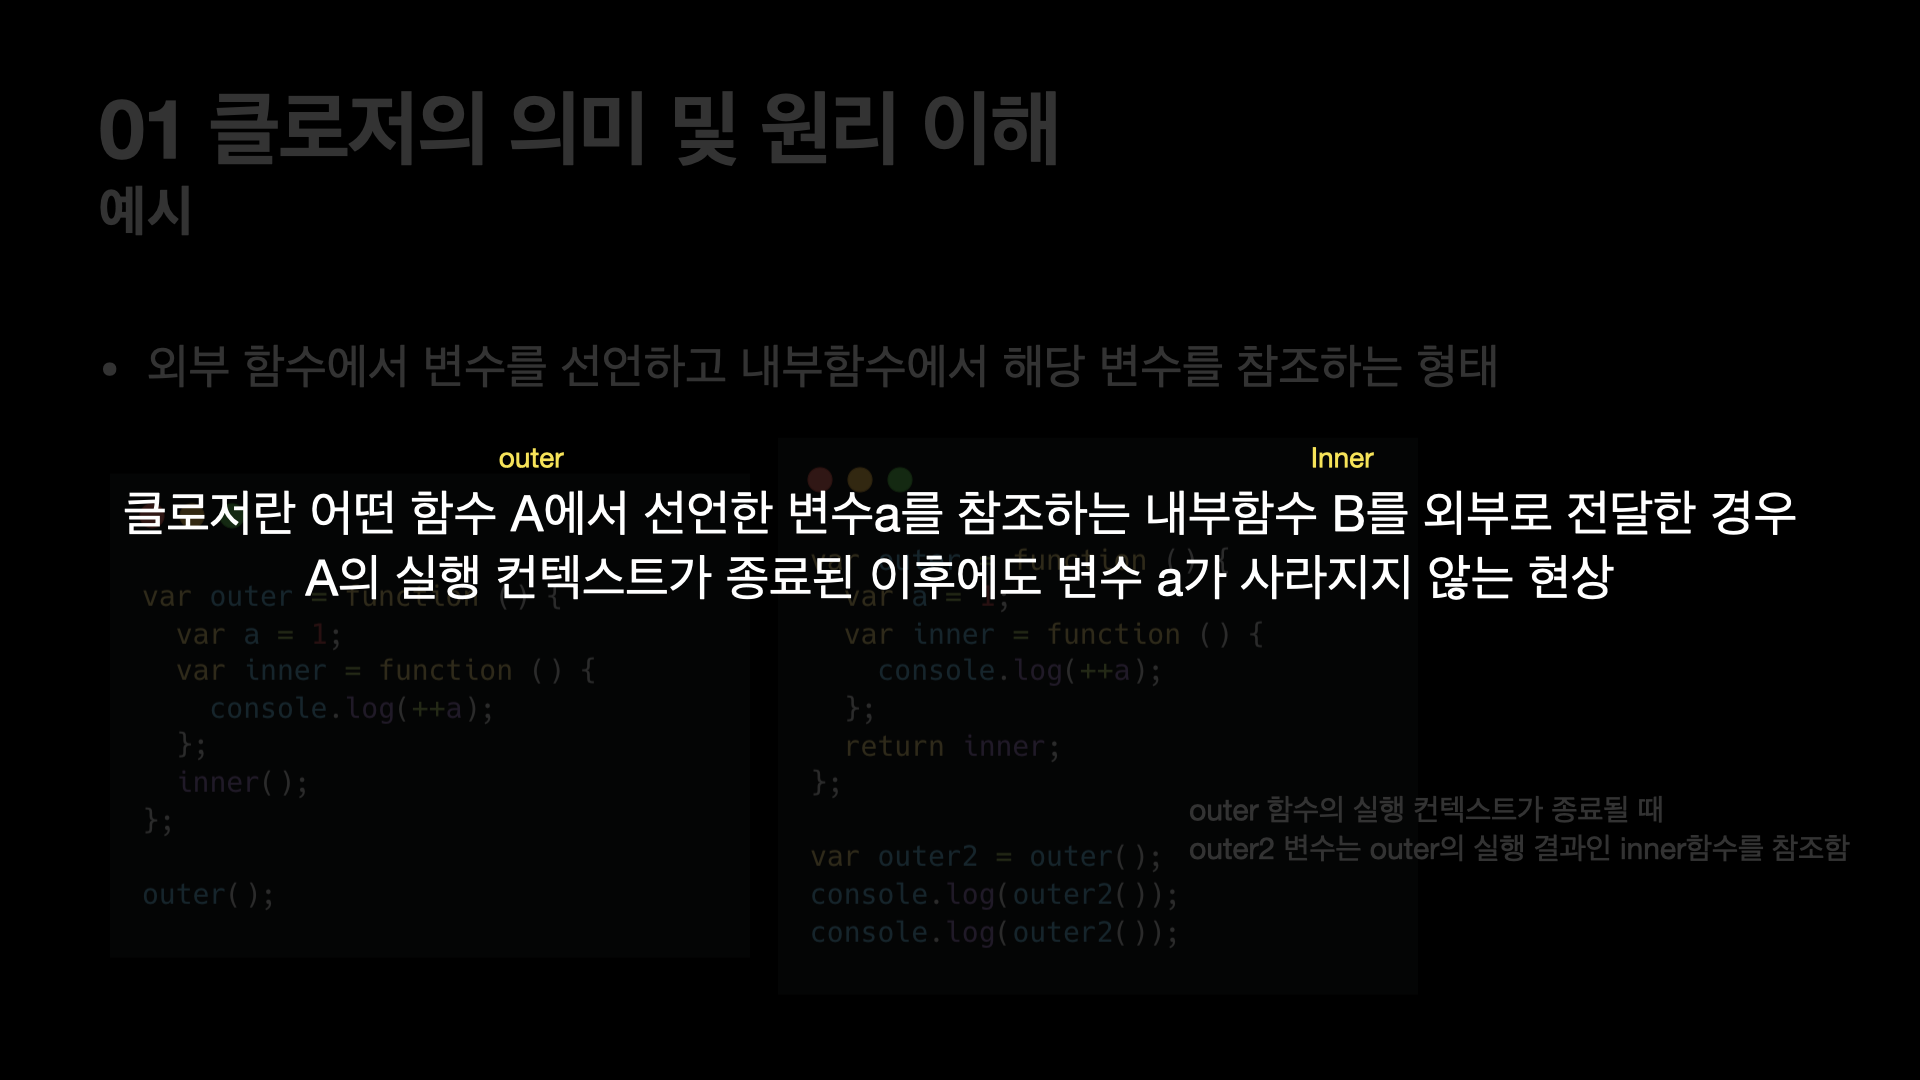 01 클로저의 의미 및 원리 이해
예시
• 외부 함수에서 변수를 선언하고 내부함수에서 해당 변수를 참조하는 형태
outer
Inner
클로저란 어떤 함수 A에서 선언한 변수a를 참조하는 내부함수 B를 외부로 전달한 경우
A의 실행 컨텍스트가 종료된 이후에도 변수 a가 사라지지 않는 현상
var outer = function () {
  var a = 1;
  var inner = function () {
    console.log(++a);
  };
  inner();
};
outer();
var outer = function () {
  var a = 1;
  var inner = function () {
    console.log(++a);
  };
  return inner;
};
var outer2 = outer();
console.log(outer2());
console.log(outer2());
outer 함수의 실행 컨텍스트가 종료될 때
outer2 변수는 outer의 실행 결과인 inner함수를 참조함